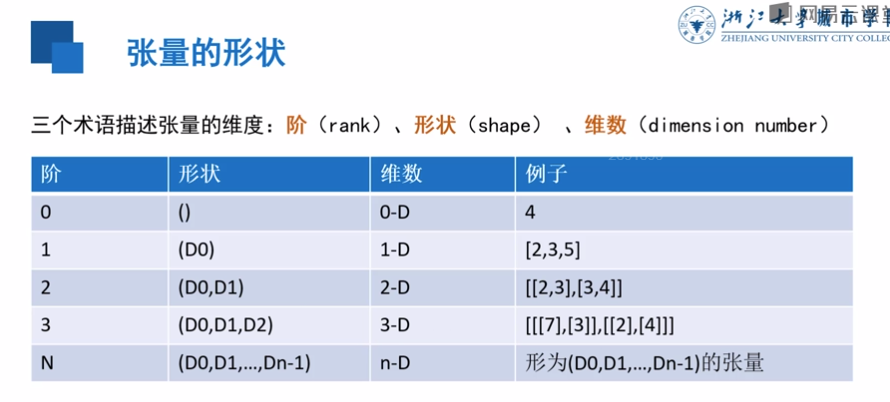 网易云课堂
浙江大学城市学院
ZHEJIANG UNIVERSITY CITY COLLEG
张量的形状
三个术语描述张量的维度：阶（rank）、形状（shape） 、维数（dimension number）
阶 形状 维数 例子
0 () 0-D 4
1 (D0) 1-D [2,3,5]
2 (D0,D1) 2-D [[2,3],[3,4]]
3 (D0,D1,D2) 3-D [[[7],[3]],[[2],[4]]]
N (D0,D1,...,Dn-1) n-D 形为(D0,D1,...,Dn-1)的张量